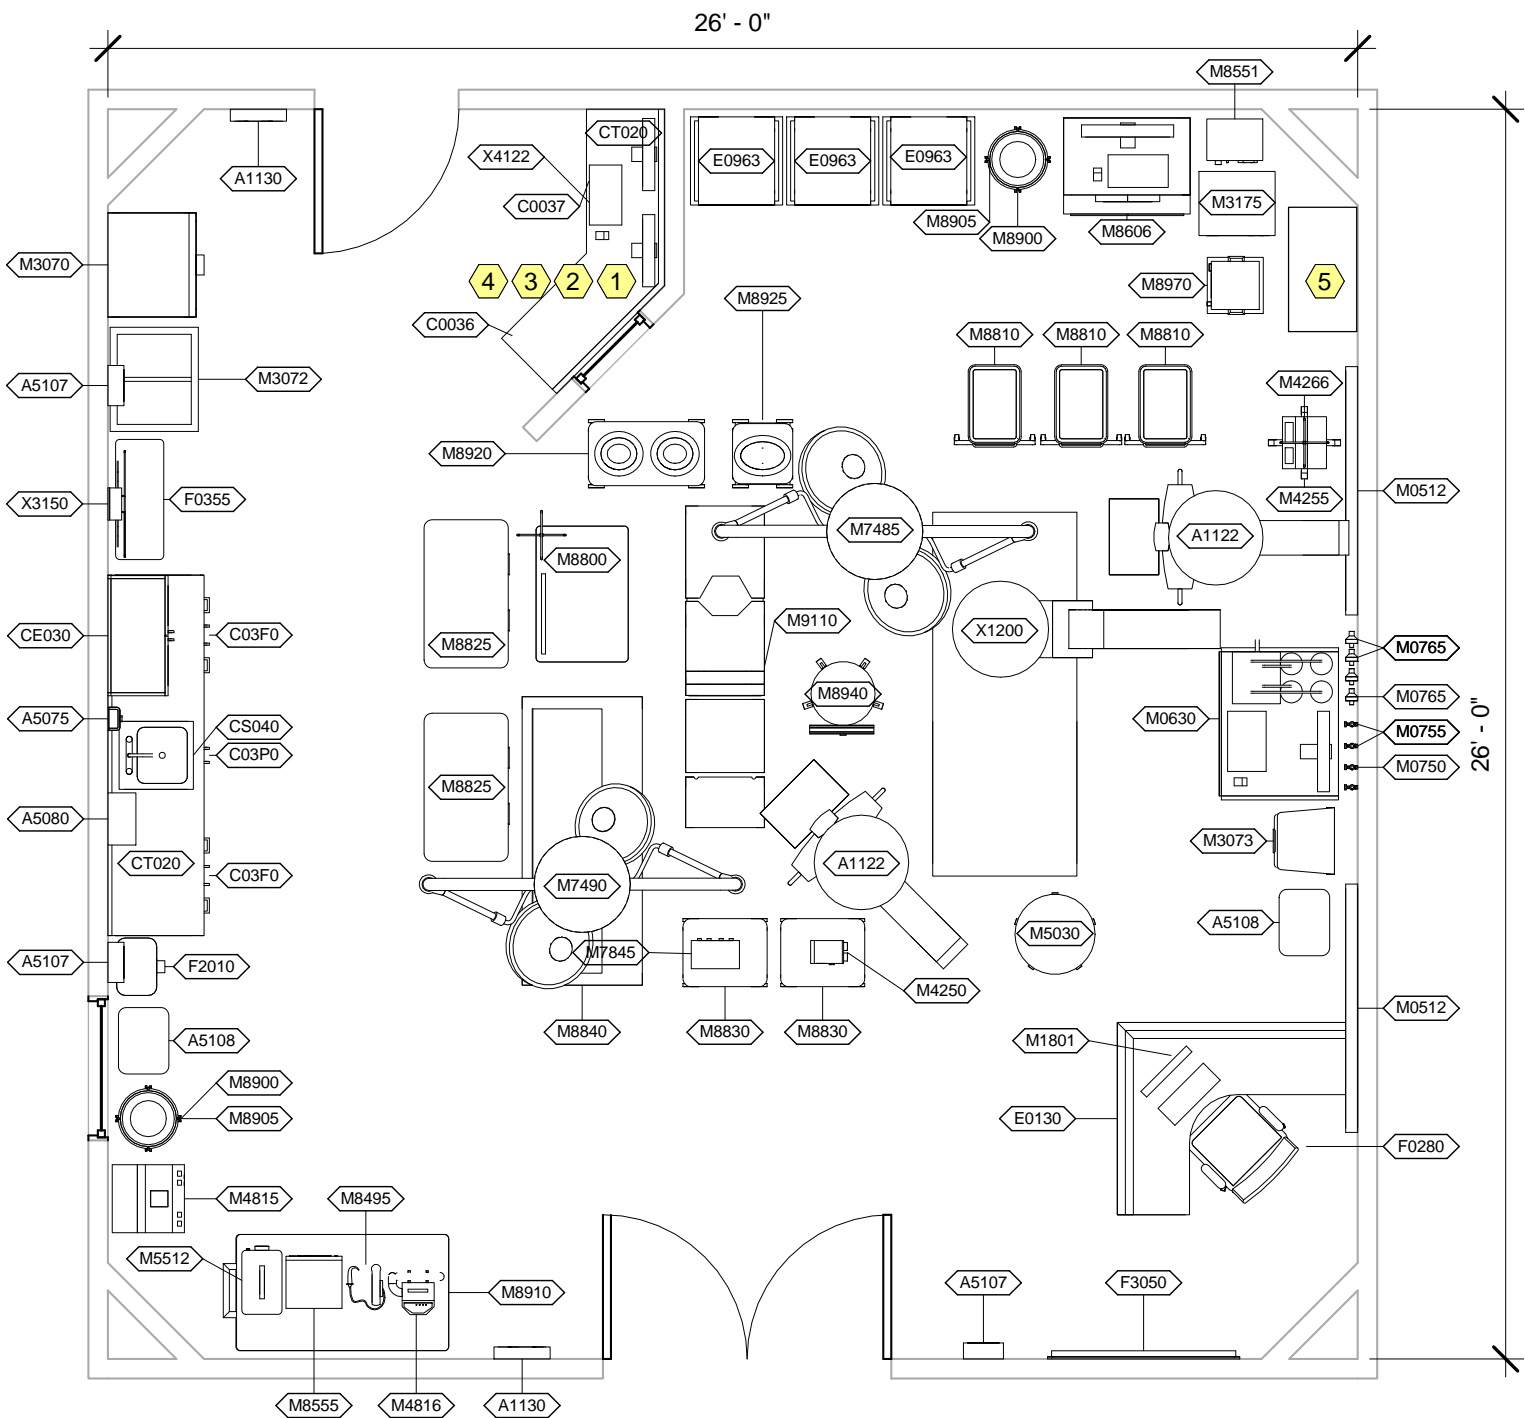 26' - 0"
M8551
CT020
X4122
E0963
E0963
E0963
A1130
C0037
M3175
M8905
M8900
M8606
M3070
4
3
2
1
M8970
5
M8925
C0036
M8810
M8810
M8810
A5107
M3072
M4266
M8920
X3150
F0355
M4255
M0512
M7485
A1122
M8800
CE030
C03F0
M8825
M9110
X1200
M0765
M8940
M0765
A5075
CS040
M0630
M0755
26' - 0"
C03P0
M0750
M8825
A5080
M3073
CT020
C03F0
A1122
M7490
A5108
M5030
A5107
F2010
M7845
M4250
M0512
M8840
M8830
M8830
A5108
M1801
M8900
M8905
E0130
F0280
M4815
M8495
M5512
M8910
A5107
F3050
M8555
M4816
A1130